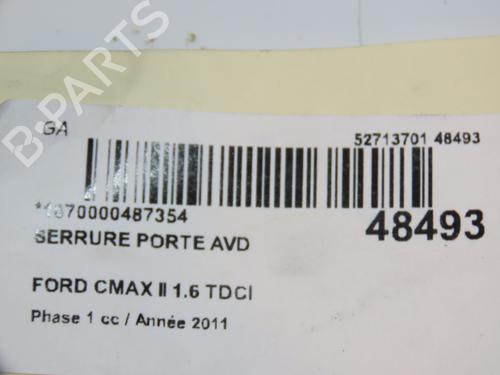 GA
52713701 48493
48493
SERRURE PORTE AVD
FORD CMAX II 1.6 TDCI
Phase 1 cc / Année 2011
B-PARTS